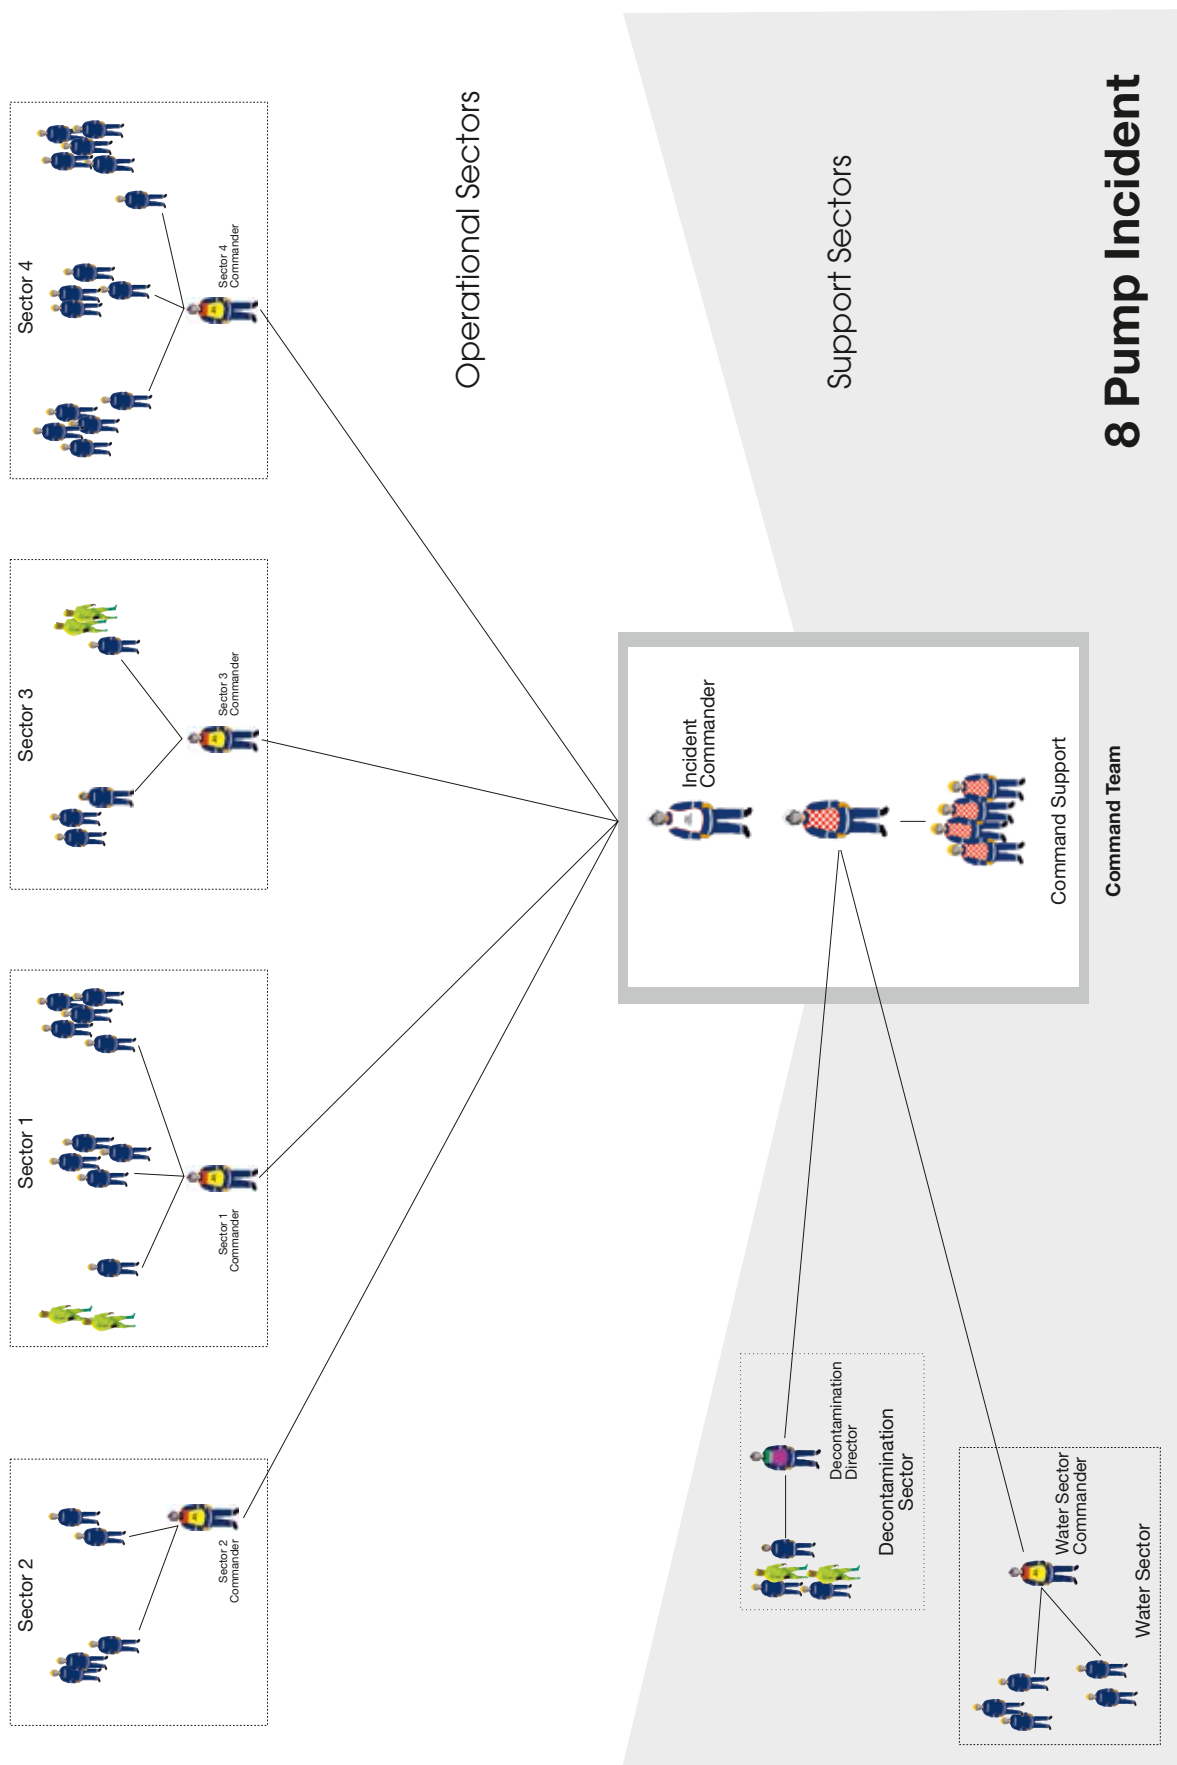 Sector 2
Sector 2
Commander
Sector 1
Sector 1
Commander
Sector 3
Sector 3
Commander
Sector 4
Sector 4
Commander
Operational Sectors
Support Sectors
Incident
Commander
Command Support
Command Team
Decontamination
Director
Decontamination
Sector
Water Sector
Commander
Water Sector
8 Pump Incident